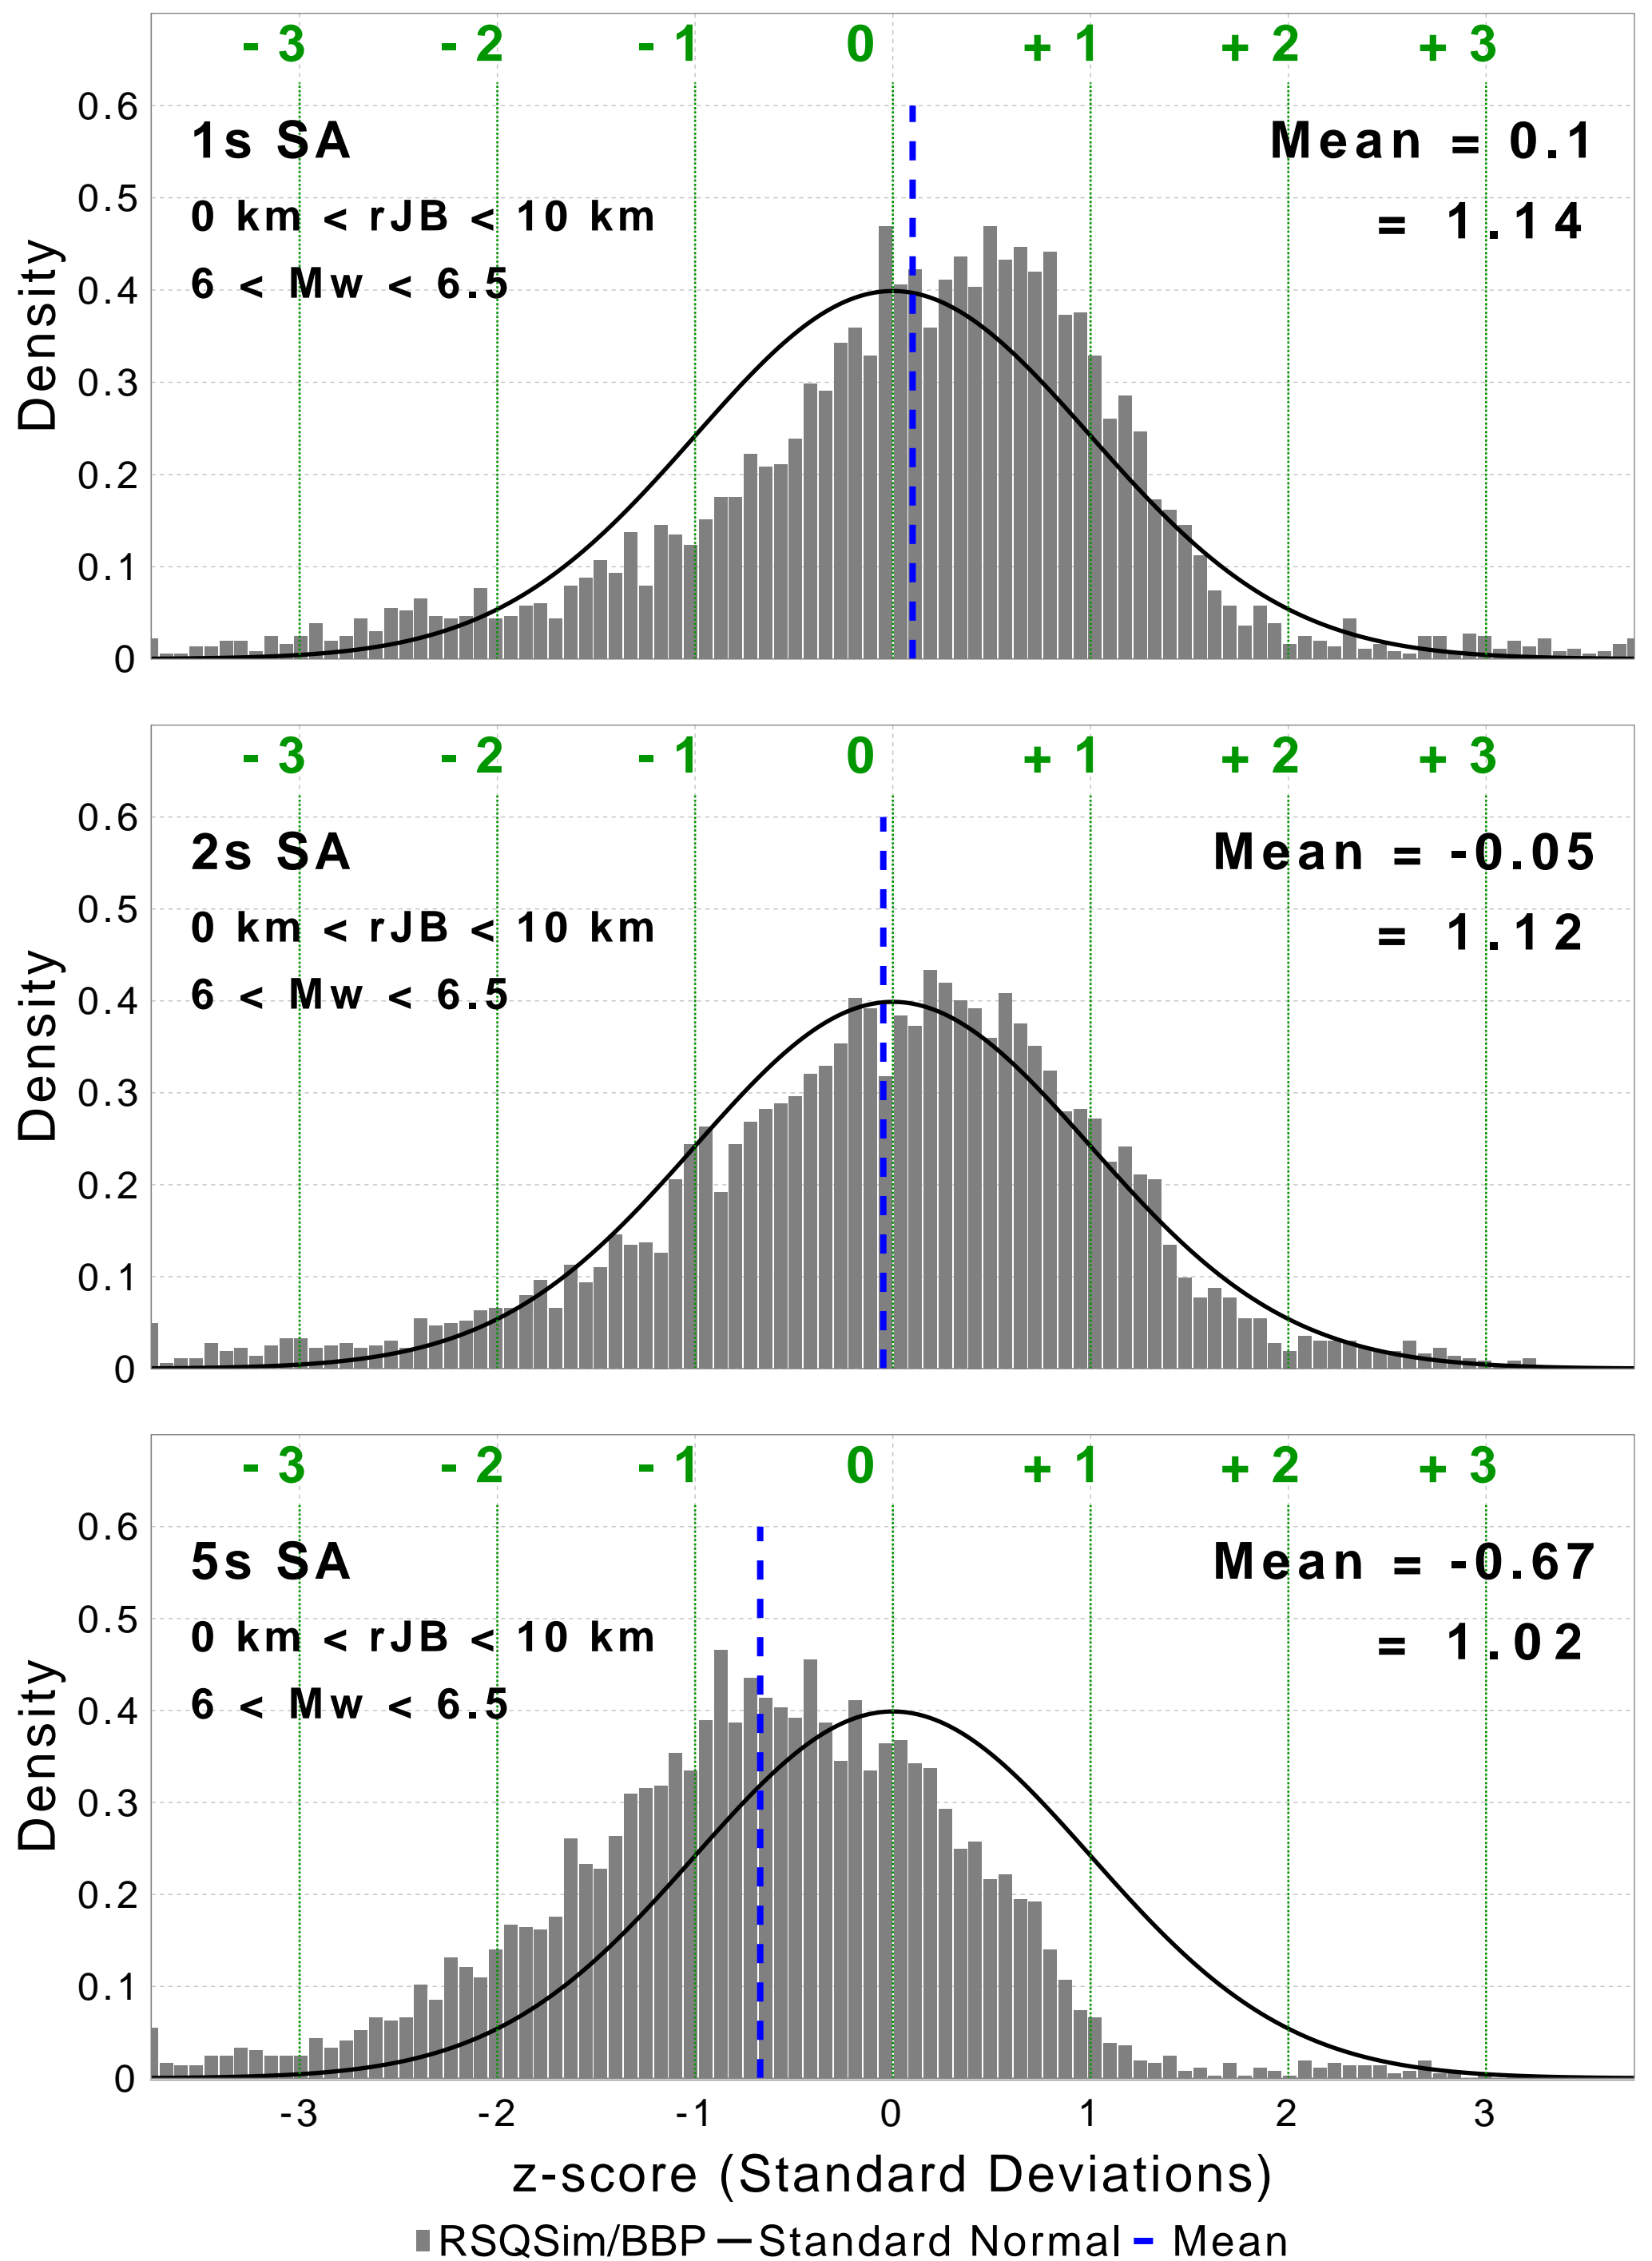 - 3 - 2 - 1 0 + 1 + 2 + 3
0.6
1s SA Mean = 0.1
0.5
0 km < rJB < 10 km = 1.14
6 < Mw < 6.5
0.4
Density
0.3
0.2
0.1
0
- 3 - 2 - 1 0 + 1 + 2 + 3
0.6
2s SA Mean = -0.05
0.5
0 km < rJB < 10 km = 1.12
6 < Mw < 6.5
0.4
Density
0.3
0.2
0.1
0
- 3 - 2 - 1 0 + 1 + 2 + 3
0.6
5s SA Mean = -0.67
0.5
0 km < rJB < 10 km = 1.02
6 < Mw < 6.5
0.4
Density
0.3
0.2
0.1
0
-3 -2 -1 0 1 2 3
z-score (Standard Deviations)
RSQSim/BBP Standard Normal Mean